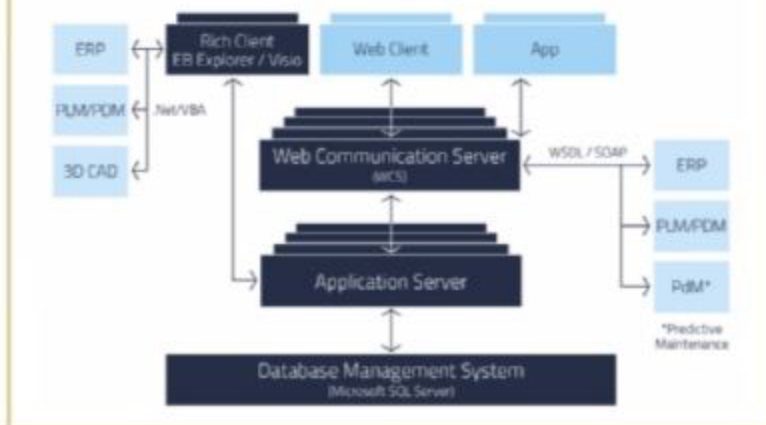 ERP
Rich Client
EB Explorer / Visio
Web Client
App
PLM/PDM
.Net/VBA
3D CAD
Web Communication Server
(WCS)
WSDL / SOAP
ERP
PLM/PDM
Application Server
PdM*
*Predictive
Maintenance
Database Management System
(Microsoft SQL Server)